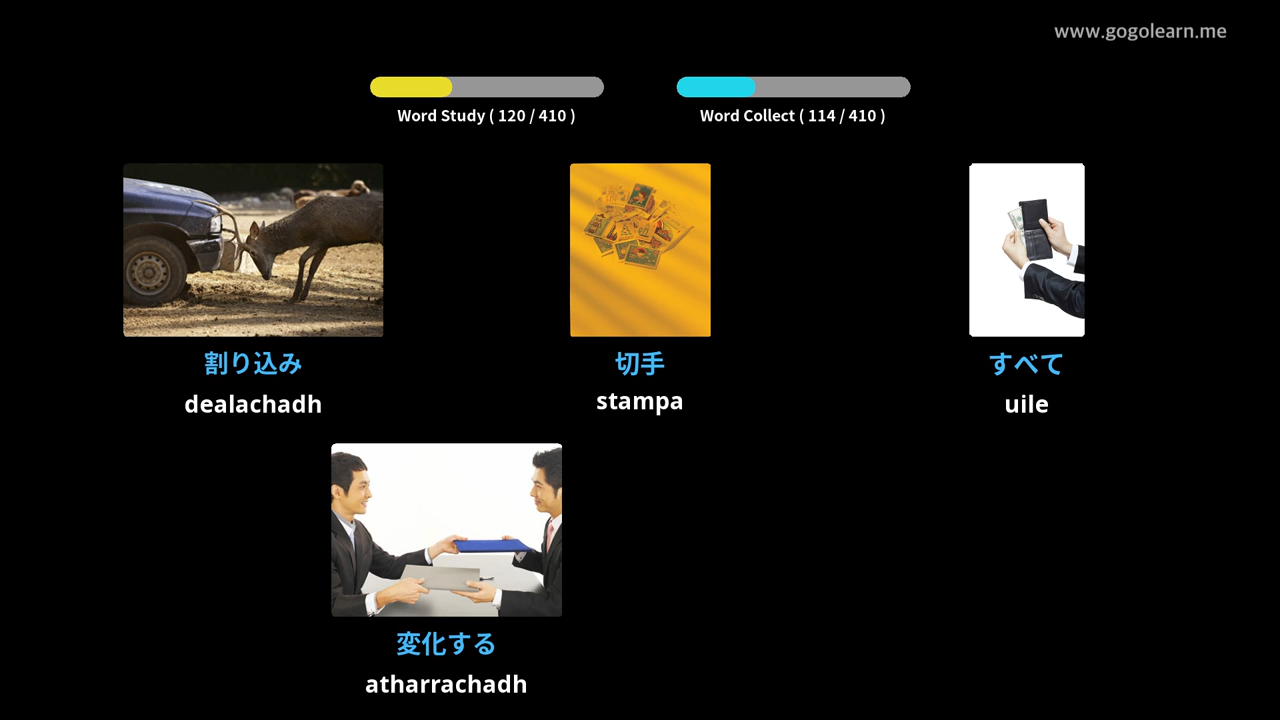 www.gogolearn.me
Word Study ( 120 / 410 )
Word Collect ( 114 / 410 )
割り込み
dealachadh
切手
stampa
すべて
uile
変化する
atharrachadh